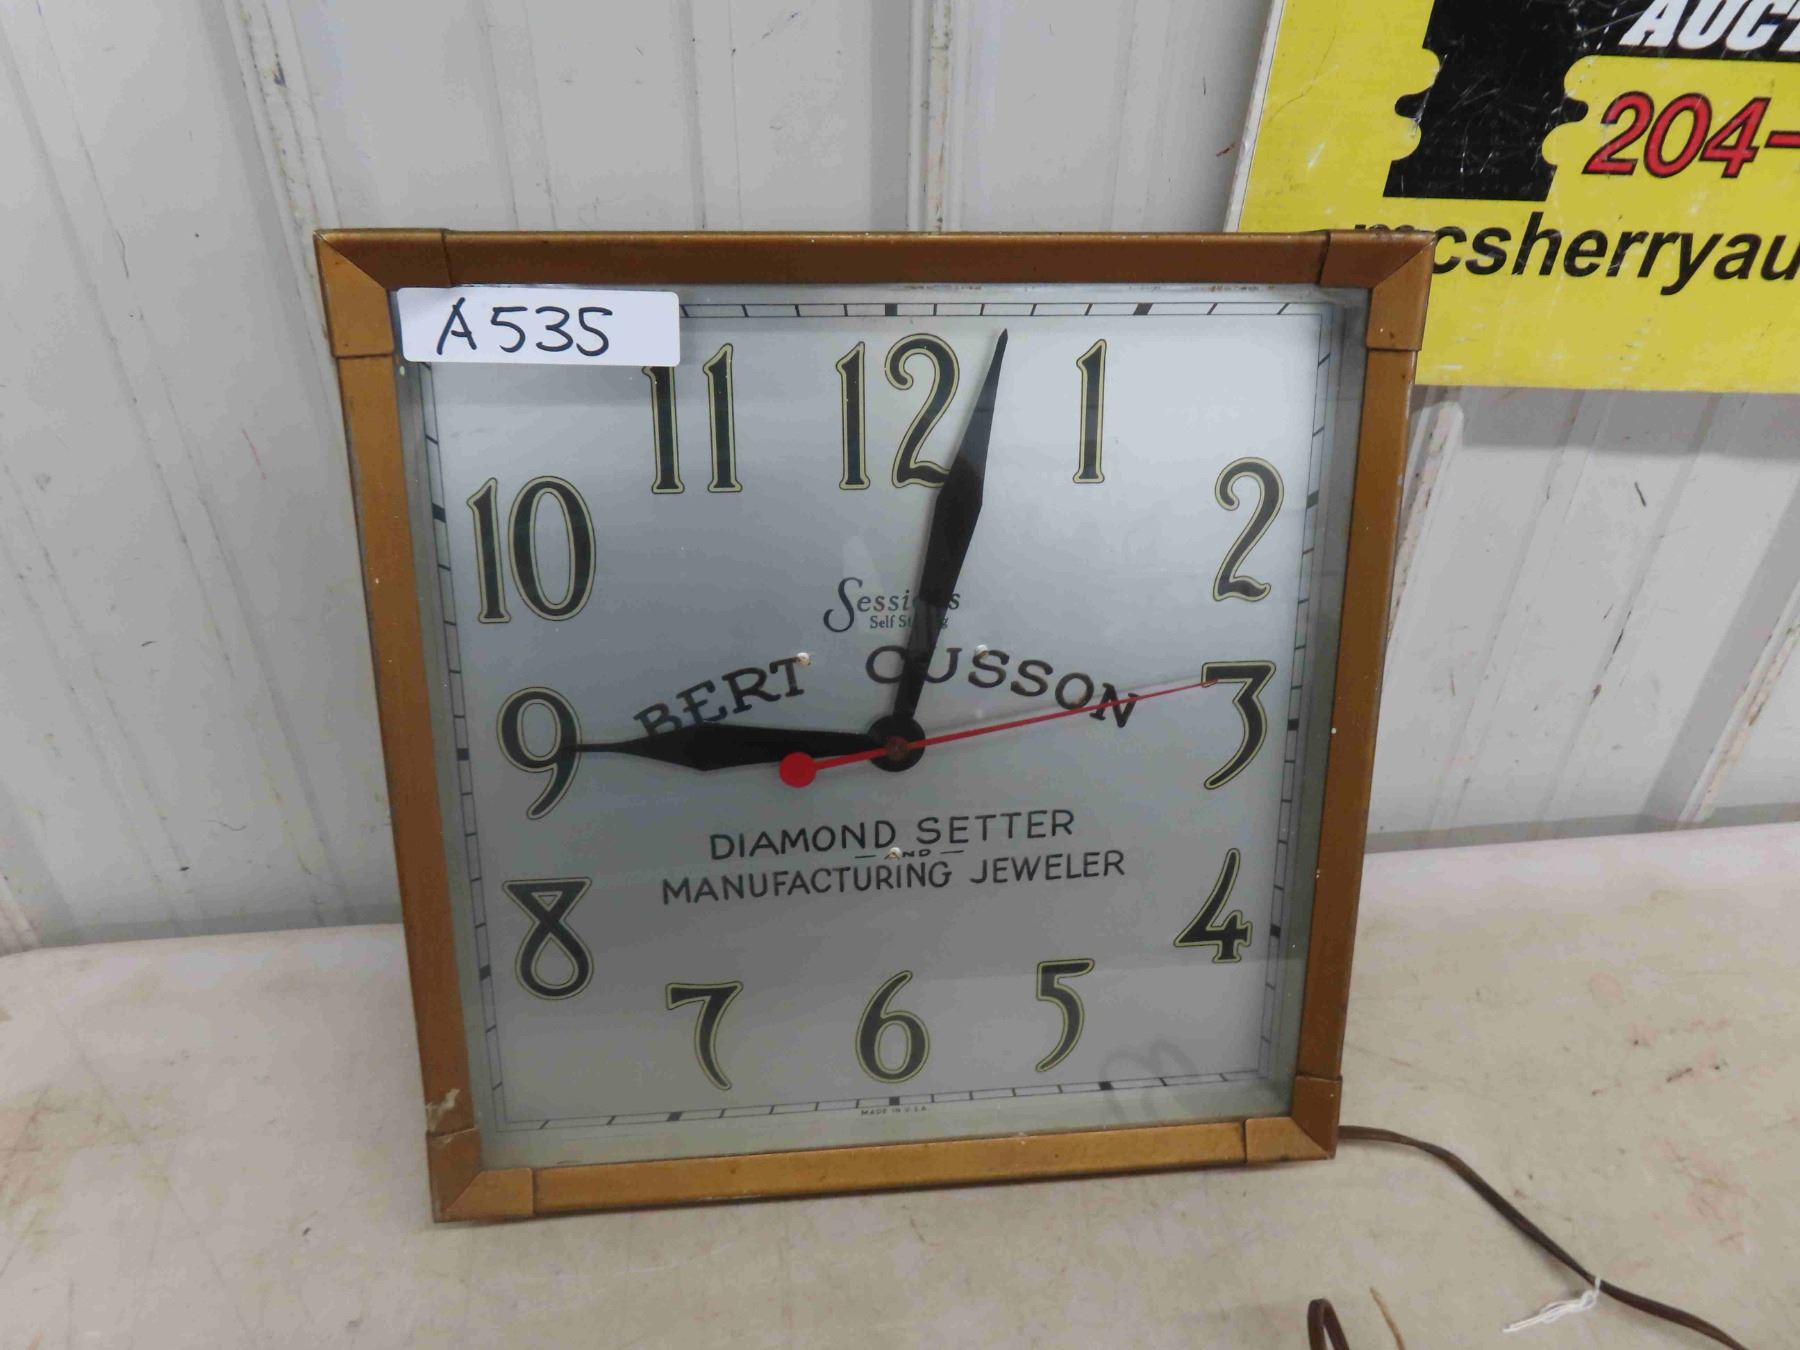 AUCT
204-
mcsherryau
A535
11 12 1
10 2
Sessions
Self Starting
BERT CUSSON
9 3
DIAMOND SETTER
AND
MANUFACTURING JEWELER
8 4
7 6 5
MADE IN U.S.A.